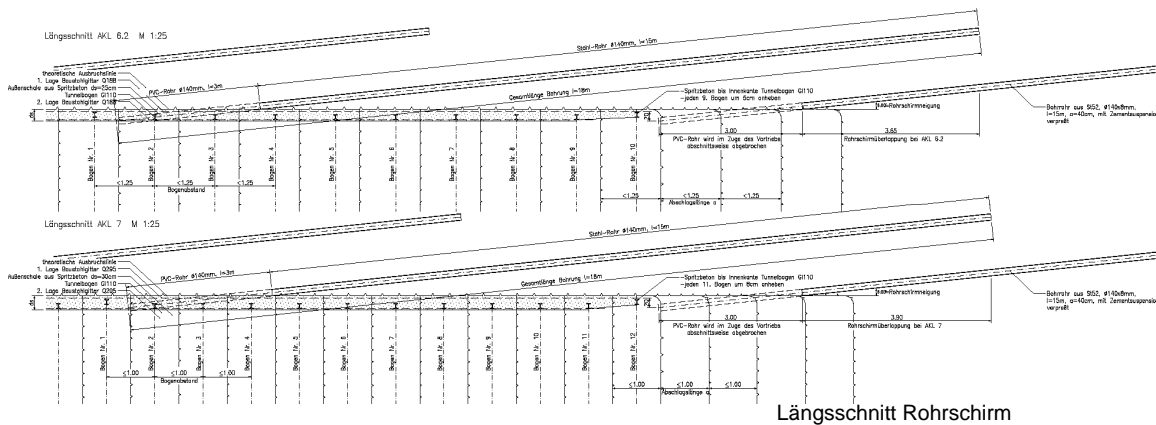 Längsschnitt AKL 6.2 M 1:25
Stahl-Rohr ø140mm, l=15m
theoretische Ausbruchslinie
1. Lage Baustahlgitter Q188
Außenschale aus Spritzbeton ds=25cm
Tunnelbogen GI110
2. Lage Baustahlgitter Q188
PVC-Rohr ø140mm, l=3m
Gesamtlänge Bohrung l=18m
Spritzbeton bis Innenkante Tunnelbogen GI110
-jeden 9. Bogen um 5cm anheben
Rohrschirmneigung
Bohrrohr aus St52, ø140x8mm,
l=15m, a=40cm, mit Zementsuspension
verpreßt
ds
20
3.00
3.65
PVC-Rohr wird im Zuge des Vortriebs
abschnittsweise abgebrochen
Rohrschirmüberlappung bei AKL 6.2
Bogen Nr. 1
Bogen Nr. 2
Bogen Nr. 3
Bogen Nr. 4
Bogen Nr. 5
Bogen Nr. 6
Bogen Nr. 7
Bogen Nr. 8
Bogen Nr. 9
Bogen Nr. 10
≤1.25 ≤1.25 ≤1.25
Bogenabstand
≤1.25 ≤1.25 ≤1.25
Abschlagslänge a
Längsschnitt AKL 7 M 1:25
Stahl-Rohr ø140mm, l=15m
theoretische Ausbruchslinie
1. Lage Baustahlgitter Q295
Außenschale aus Spritzbeton ds=30cm
Tunnelbogen GI110
2. Lage Baustahlgitter Q295
PVC-Rohr ø140mm, l=3m
Gesamtlänge Bohrung l=18m
Spritzbeton bis Innenkante Tunnelbogen GI110
-jeden 11. Bogen um 8cm anheben
Rohrschirmneigung
Bohrrohr aus St52, ø140x8mm,
l=15m, a=40cm, mit Zementsuspension
verpreßt
ds
20
3.00
3.90
PVC-Rohr wird im Zuge des Vortriebs
abschnittsweise abgebrochen
Rohrschirmüberlappung bei AKL 7
Bogen Nr. 1
Bogen Nr. 2
Bogen Nr. 3
Bogen Nr. 4
Bogen Nr. 5
Bogen Nr. 6
Bogen Nr. 7
Bogen Nr. 8
Bogen Nr. 9
Bogen Nr. 10
Bogen Nr. 11
Bogen Nr. 12
≤1.00 ≤1.00 ≤1.00
Bogenabstand
≤1.00 ≤1.00 ≤1.00
Abschlagslänge a
Längsschnitt Rohrschirm